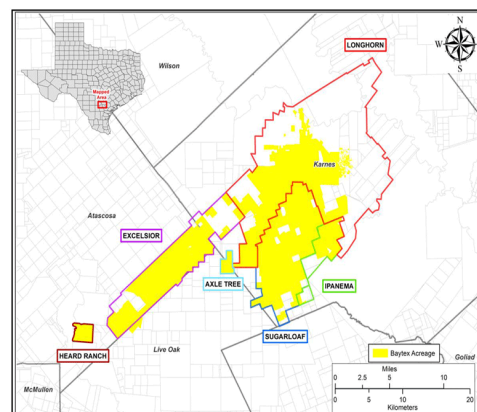 N
W
E
S
LONGHORN
Wilson
Mapped
Area
Karnes
Atascosa
EXCELSIOR
AXLE TREE
IPANEMA
SUGARLOAF
HEARD RANCH
Live Oak
McMullen
Goliad
Baytex Acreage
Miles
0 2.5 5 10
0 5 10 20
Kilometers